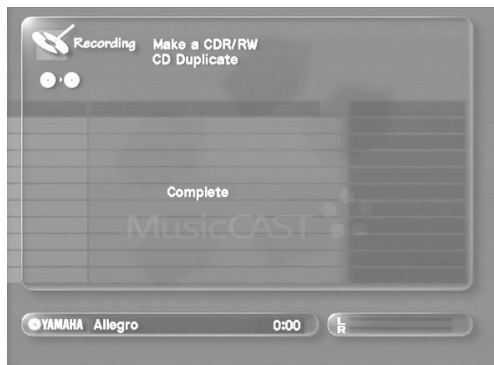 Recording
Make a CDR/RW
CD Duplicate
Complete
MusicCAST
YAMAHA Allegro 0:00
L
R